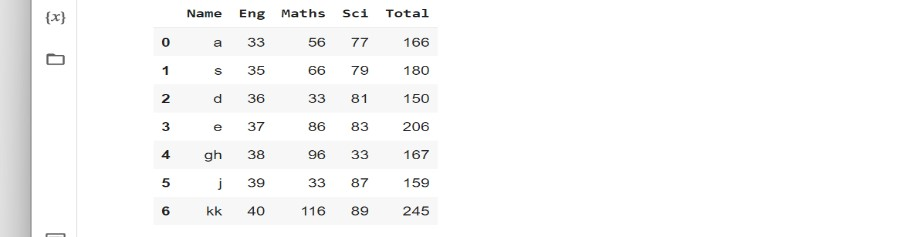 {x}
Name Eng Maths Sci Total
0 a 33 56 77 166
1 s 35 66 79 180
2 d 36 33 81 150
3 e 37 86 83 206
4 gh 38 96 33 167
5 j 39 33 87 159
6 kk 40 116 89 245